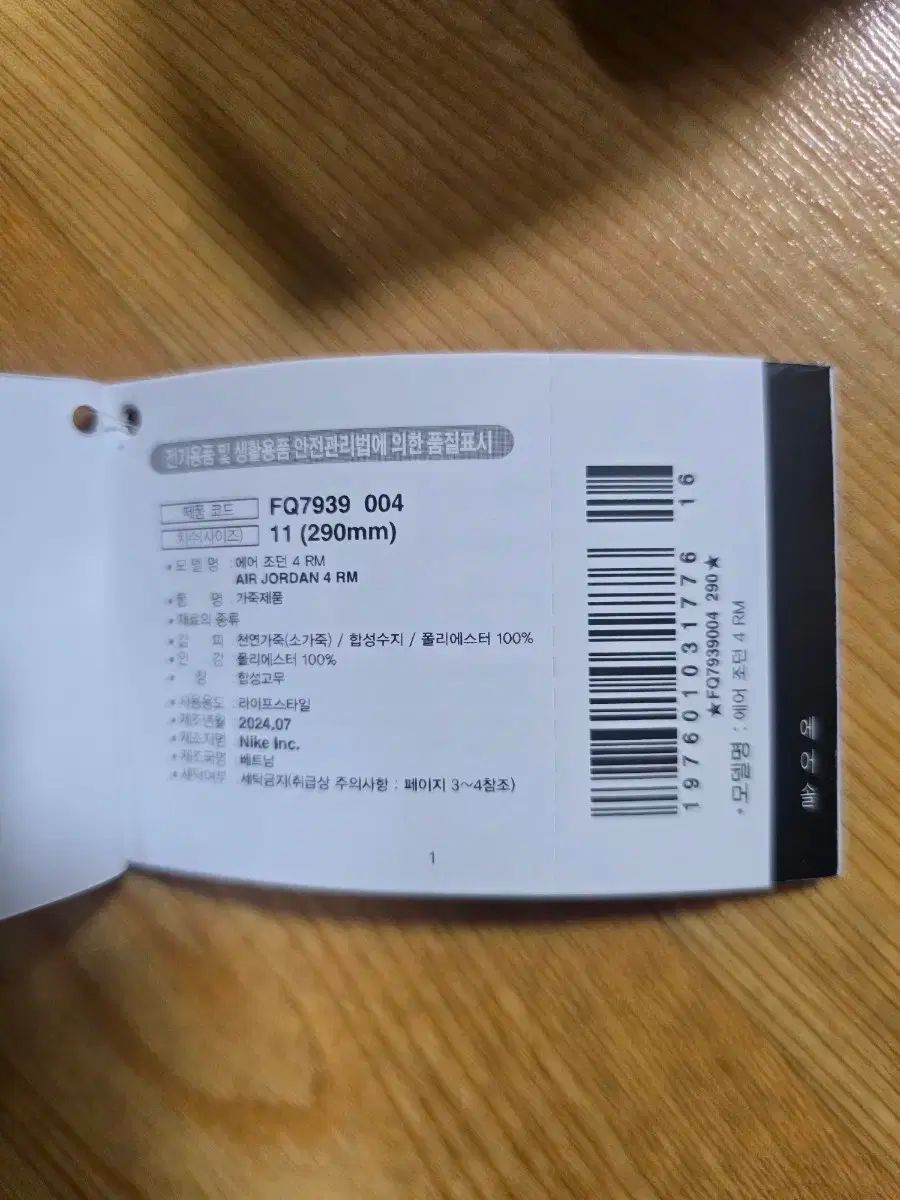 전기용품 및 생활용품 안전관리법에 의한 품질표시
제품 코드 FQ7939 004
치수(사이즈) 11 (290mm)
• 모 델 명 : 에어 조던 4 RM
AIR JORDAN 4 RM
• 품 명 : 가죽제품
• 재료의 종류
• 겉 피 : 천연가죽(소가죽) / 합성수지 / 폴리에스터 100%
• 안 감 : 폴리에스터 100%
• 창 : 합성고무
• 사용용도 : 라이프스타일
• 제조년월 : 2024.07
• 제조자명 : Nike Inc.
• 제조국명 : 베트남
• 세탁여부 : 세탁금지(취급상 주의사항 : 페이지 3~4참조)
1
197601031776 16
★FQ7939004 290★
• 모델명 : 에어 조던 4 RM
에어솔